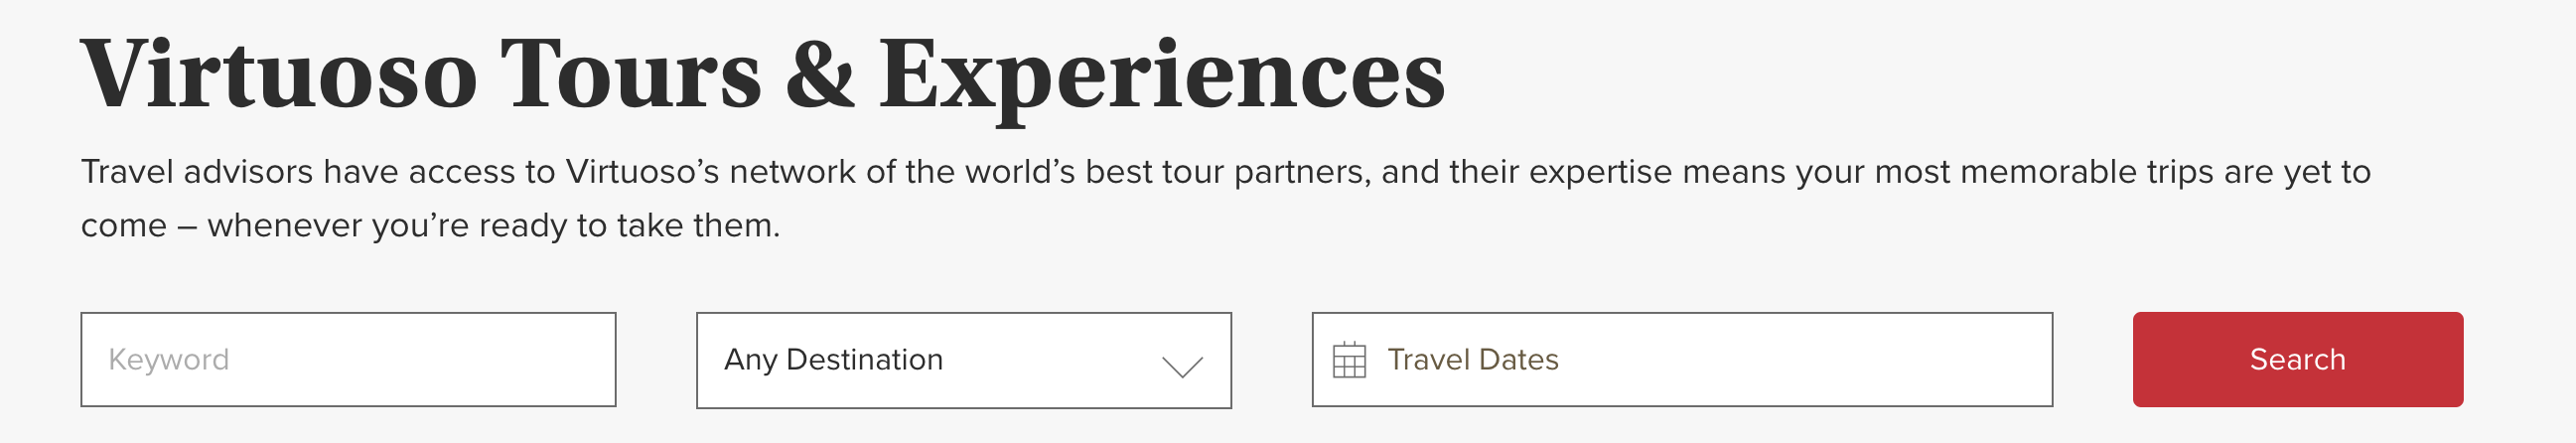 Virtuoso Tours & Experiences
Travel advisors have access to Virtuoso’s network of the world’s best tour partners, and their expertise means your most memorable trips are yet to
come – whenever you’re ready to take them.
Keyword
Any Destination
Travel Dates
Search